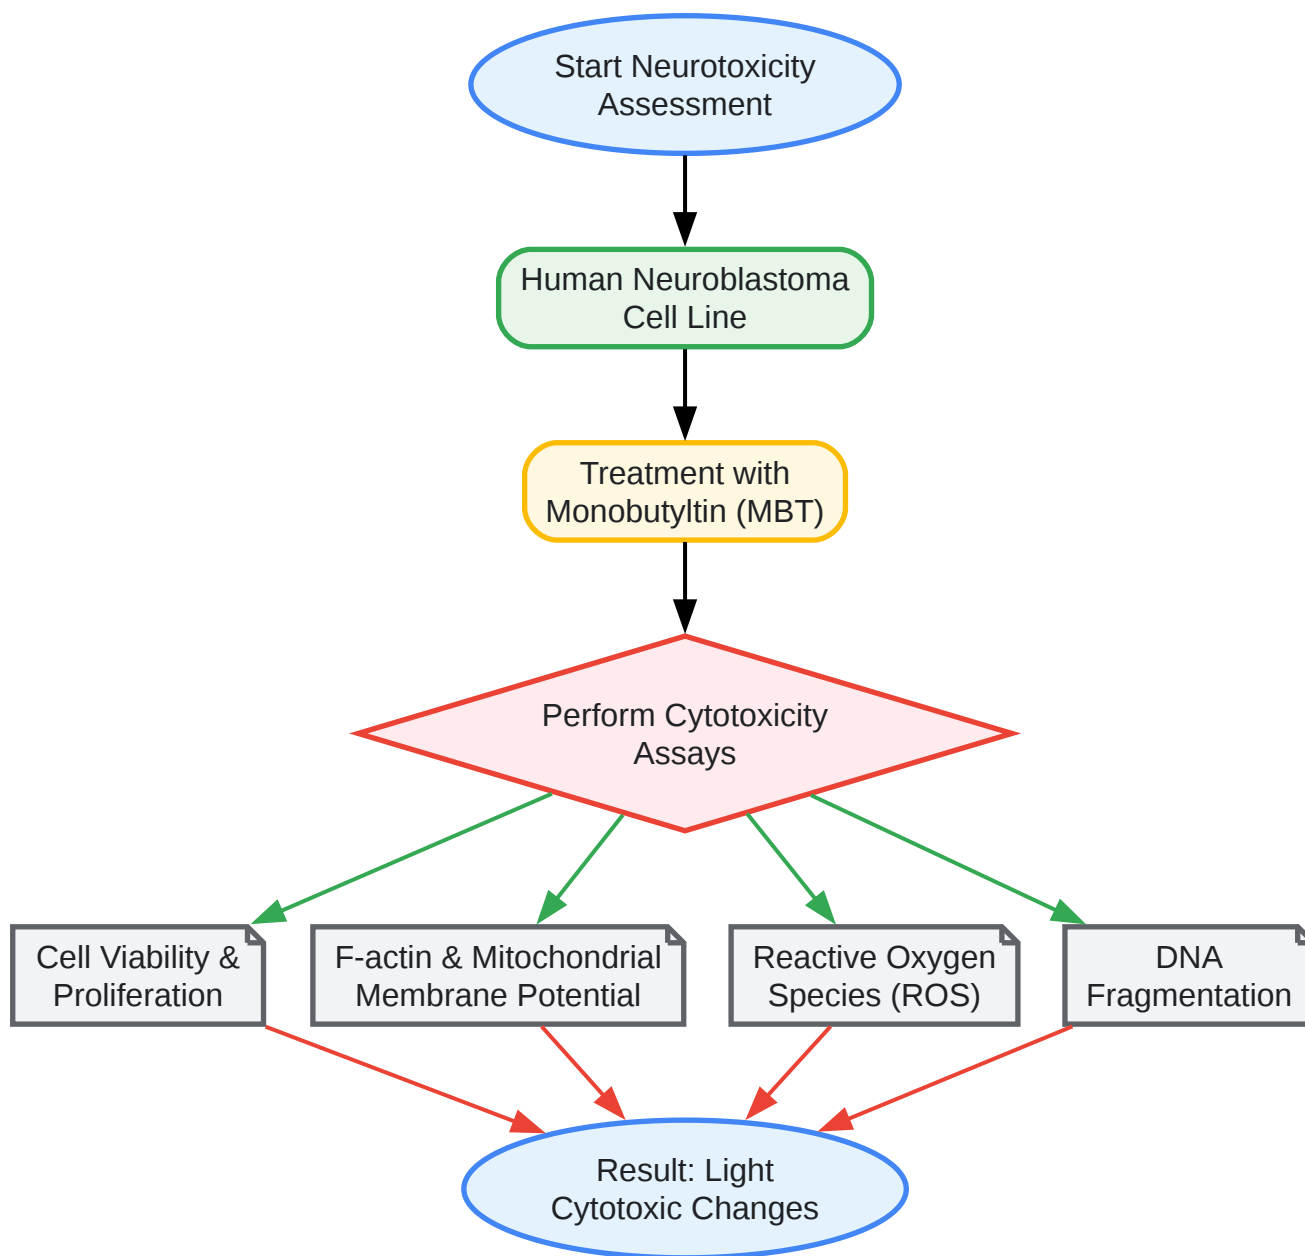 Start Neurotoxicity
Assessment
Human Neuroblastoma
Cell Line
Treatment with
Monobutyltin (MBT)
Perform Cytotoxicity
Assays
Cell Viability &
Proliferation
F-actin & Mitochondrial
Membrane Potential
Reactive Oxygen
Species (ROS)
DNA
Fragmentation
Result: Light
Cytotoxic Changes